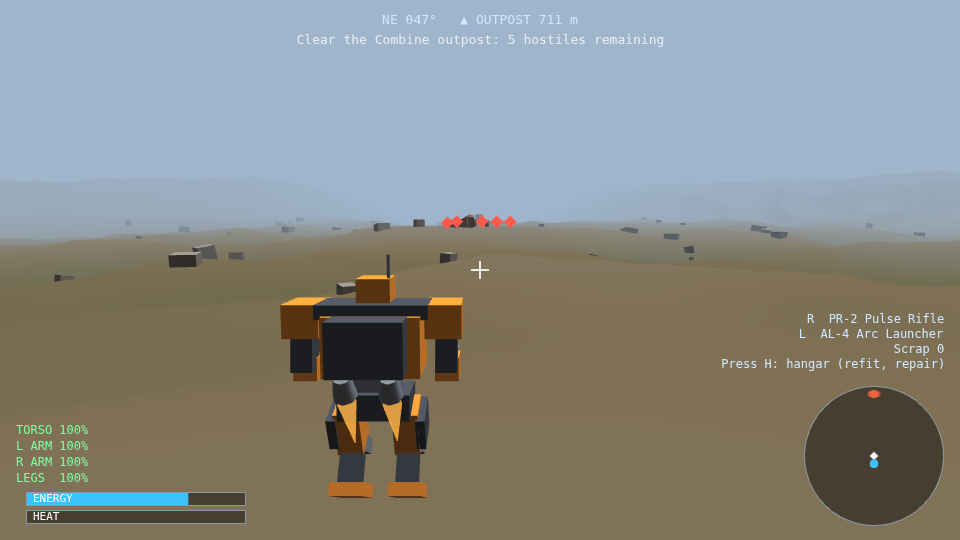 NE 047°   ▲ OUTPOST 711 m
Clear the Combine outpost: 5 hostiles remaining
R  PR-2 Pulse Rifle
L  AL-4 Arc Launcher
Scrap 0
Press H: hangar (refit, repair)
TORSO 100%
L ARM 100%
R ARM 100%
LEGS  100%
ENERGY
HEAT